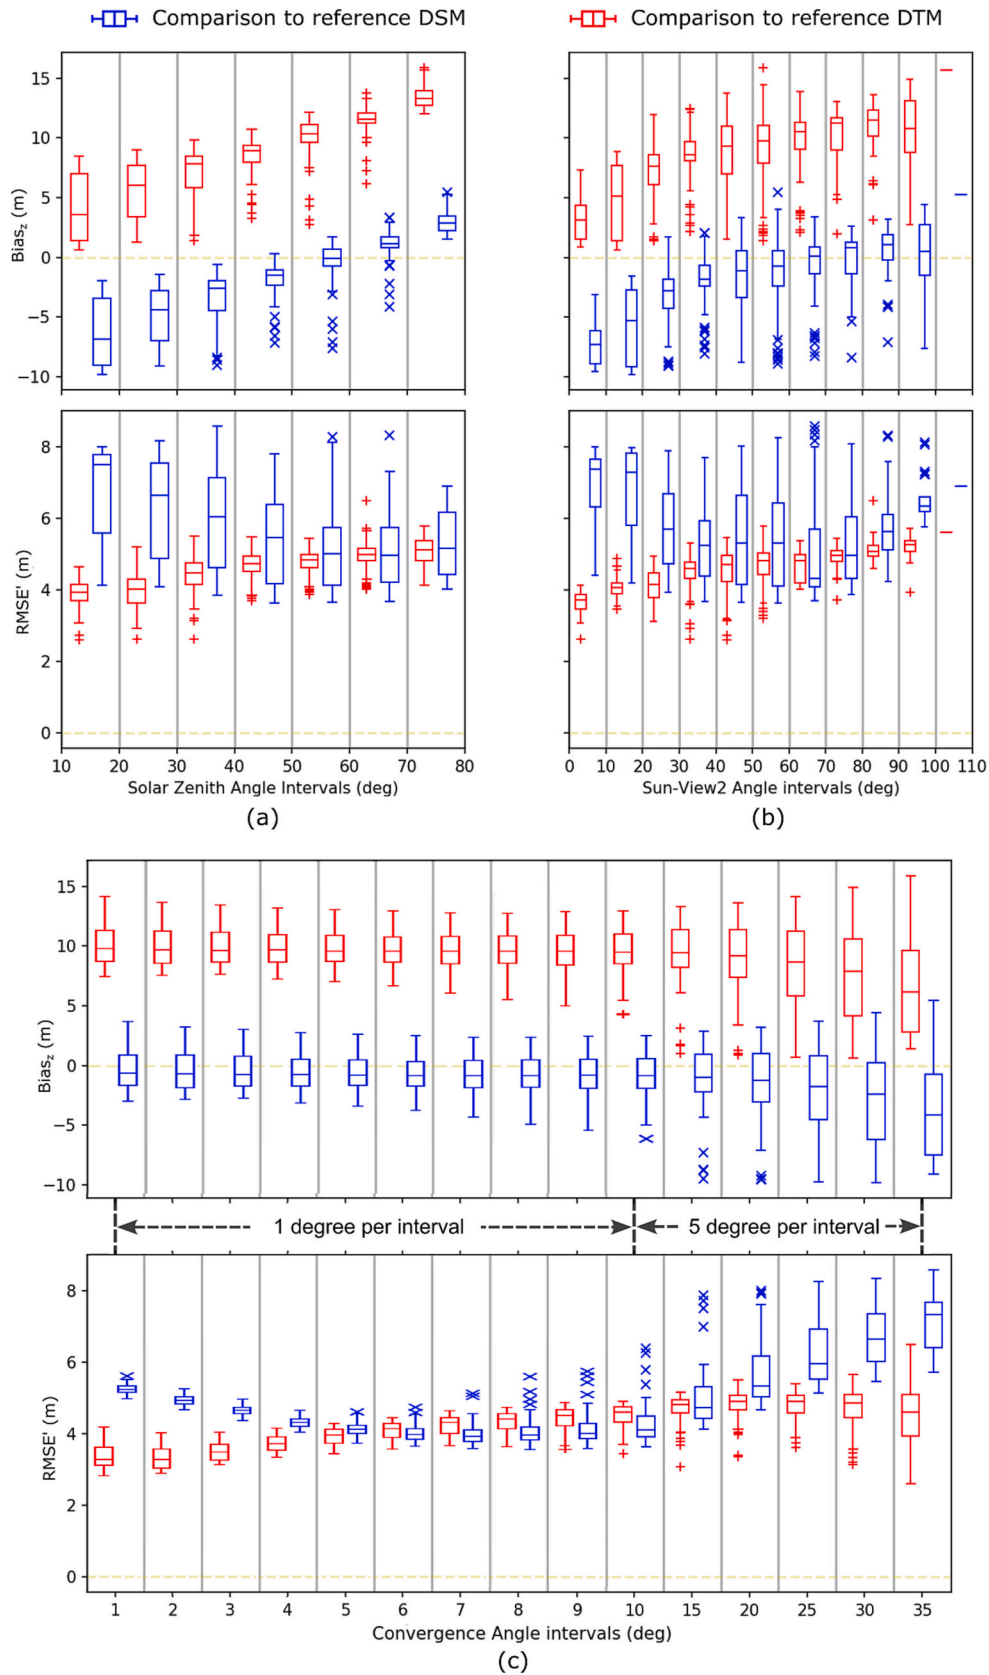 Comparison to reference DSM
Comparison to reference DTM
Bias_z (m)
15
10
5
0
−5
−10
RMSE' (m)
8
6
4
2
0
10 20 30 40 50 60 70 80
Solar Zenith Angle Intervals (deg)
(a)
0 10 20 30 40 50 60 70 80 90 100 110
Sun-View2 Angle intervals (deg)
(b)
Bias_z (m)
15
10
5
0
−5
−10
1 degree per interval
5 degree per interval
RMSE' (m)
8
6
4
2
0
1 2 3 4 5 6 7 8 9 10 15 20 25 30 35
Convergence Angle intervals (deg)
(c)